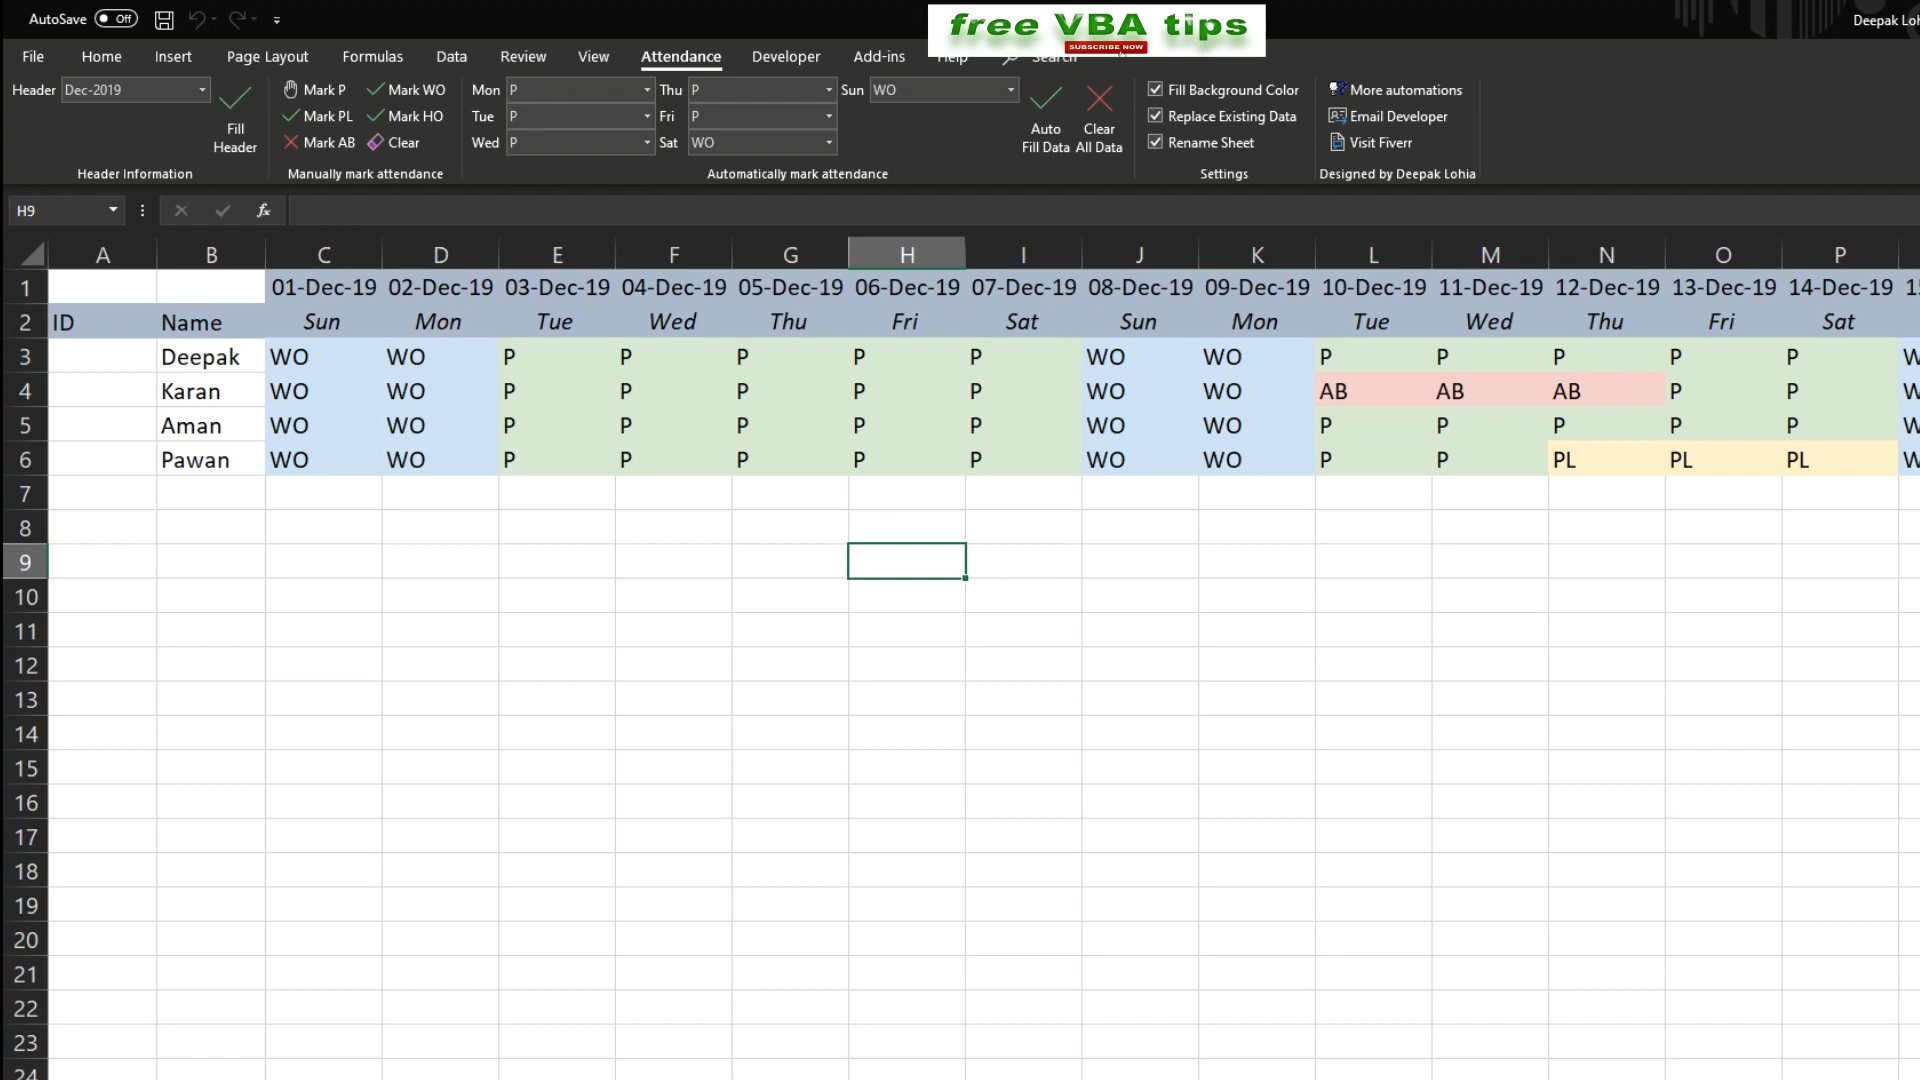 AutoSave Off
free VBA tips
SUBSCRIBE NOW
File Home Insert Page Layout Formulas Data Review View Attendance Developer Add-ins Help Search
Header Dec-2019 Mark P Mark WO Mon P Thu P Sun WO Fill Background Color More automations
Mark PL Mark HO Tue P Fri P Replace Existing Data Email Developer
Fill Header Mark AB Clear Wed P Sat WO Auto Fill Data Clear All Data Rename Sheet Visit Fiverr
Header Information Manually mark attendance Automatically mark attendance Settings Designed by Deepak Lohia
H9 fx
A B C D E F G H I J K L M N O P
1 01-Dec-19 02-Dec-19 03-Dec-19 04-Dec-19 05-Dec-19 06-Dec-19 07-Dec-19 08-Dec-19 09-Dec-19 10-Dec-19 11-Dec-19 12-Dec-19 13-Dec-19 14-Dec-19
2 ID Name Sun Mon Tue Wed Thu Fri Sat Sun Mon Tue Wed Thu Fri Sat
3 Deepak WO WO P P P P P WO WO P P P P P
4 Karan WO WO P P P P P WO WO AB AB AB P P
5 Aman WO WO P P P P P WO WO P P P P P
6 Pawan WO WO P P P P P WO WO P P PL PL PL
7
8
9
10
11
12
13
14
15
16
17
18
19
20
21
22
23
24